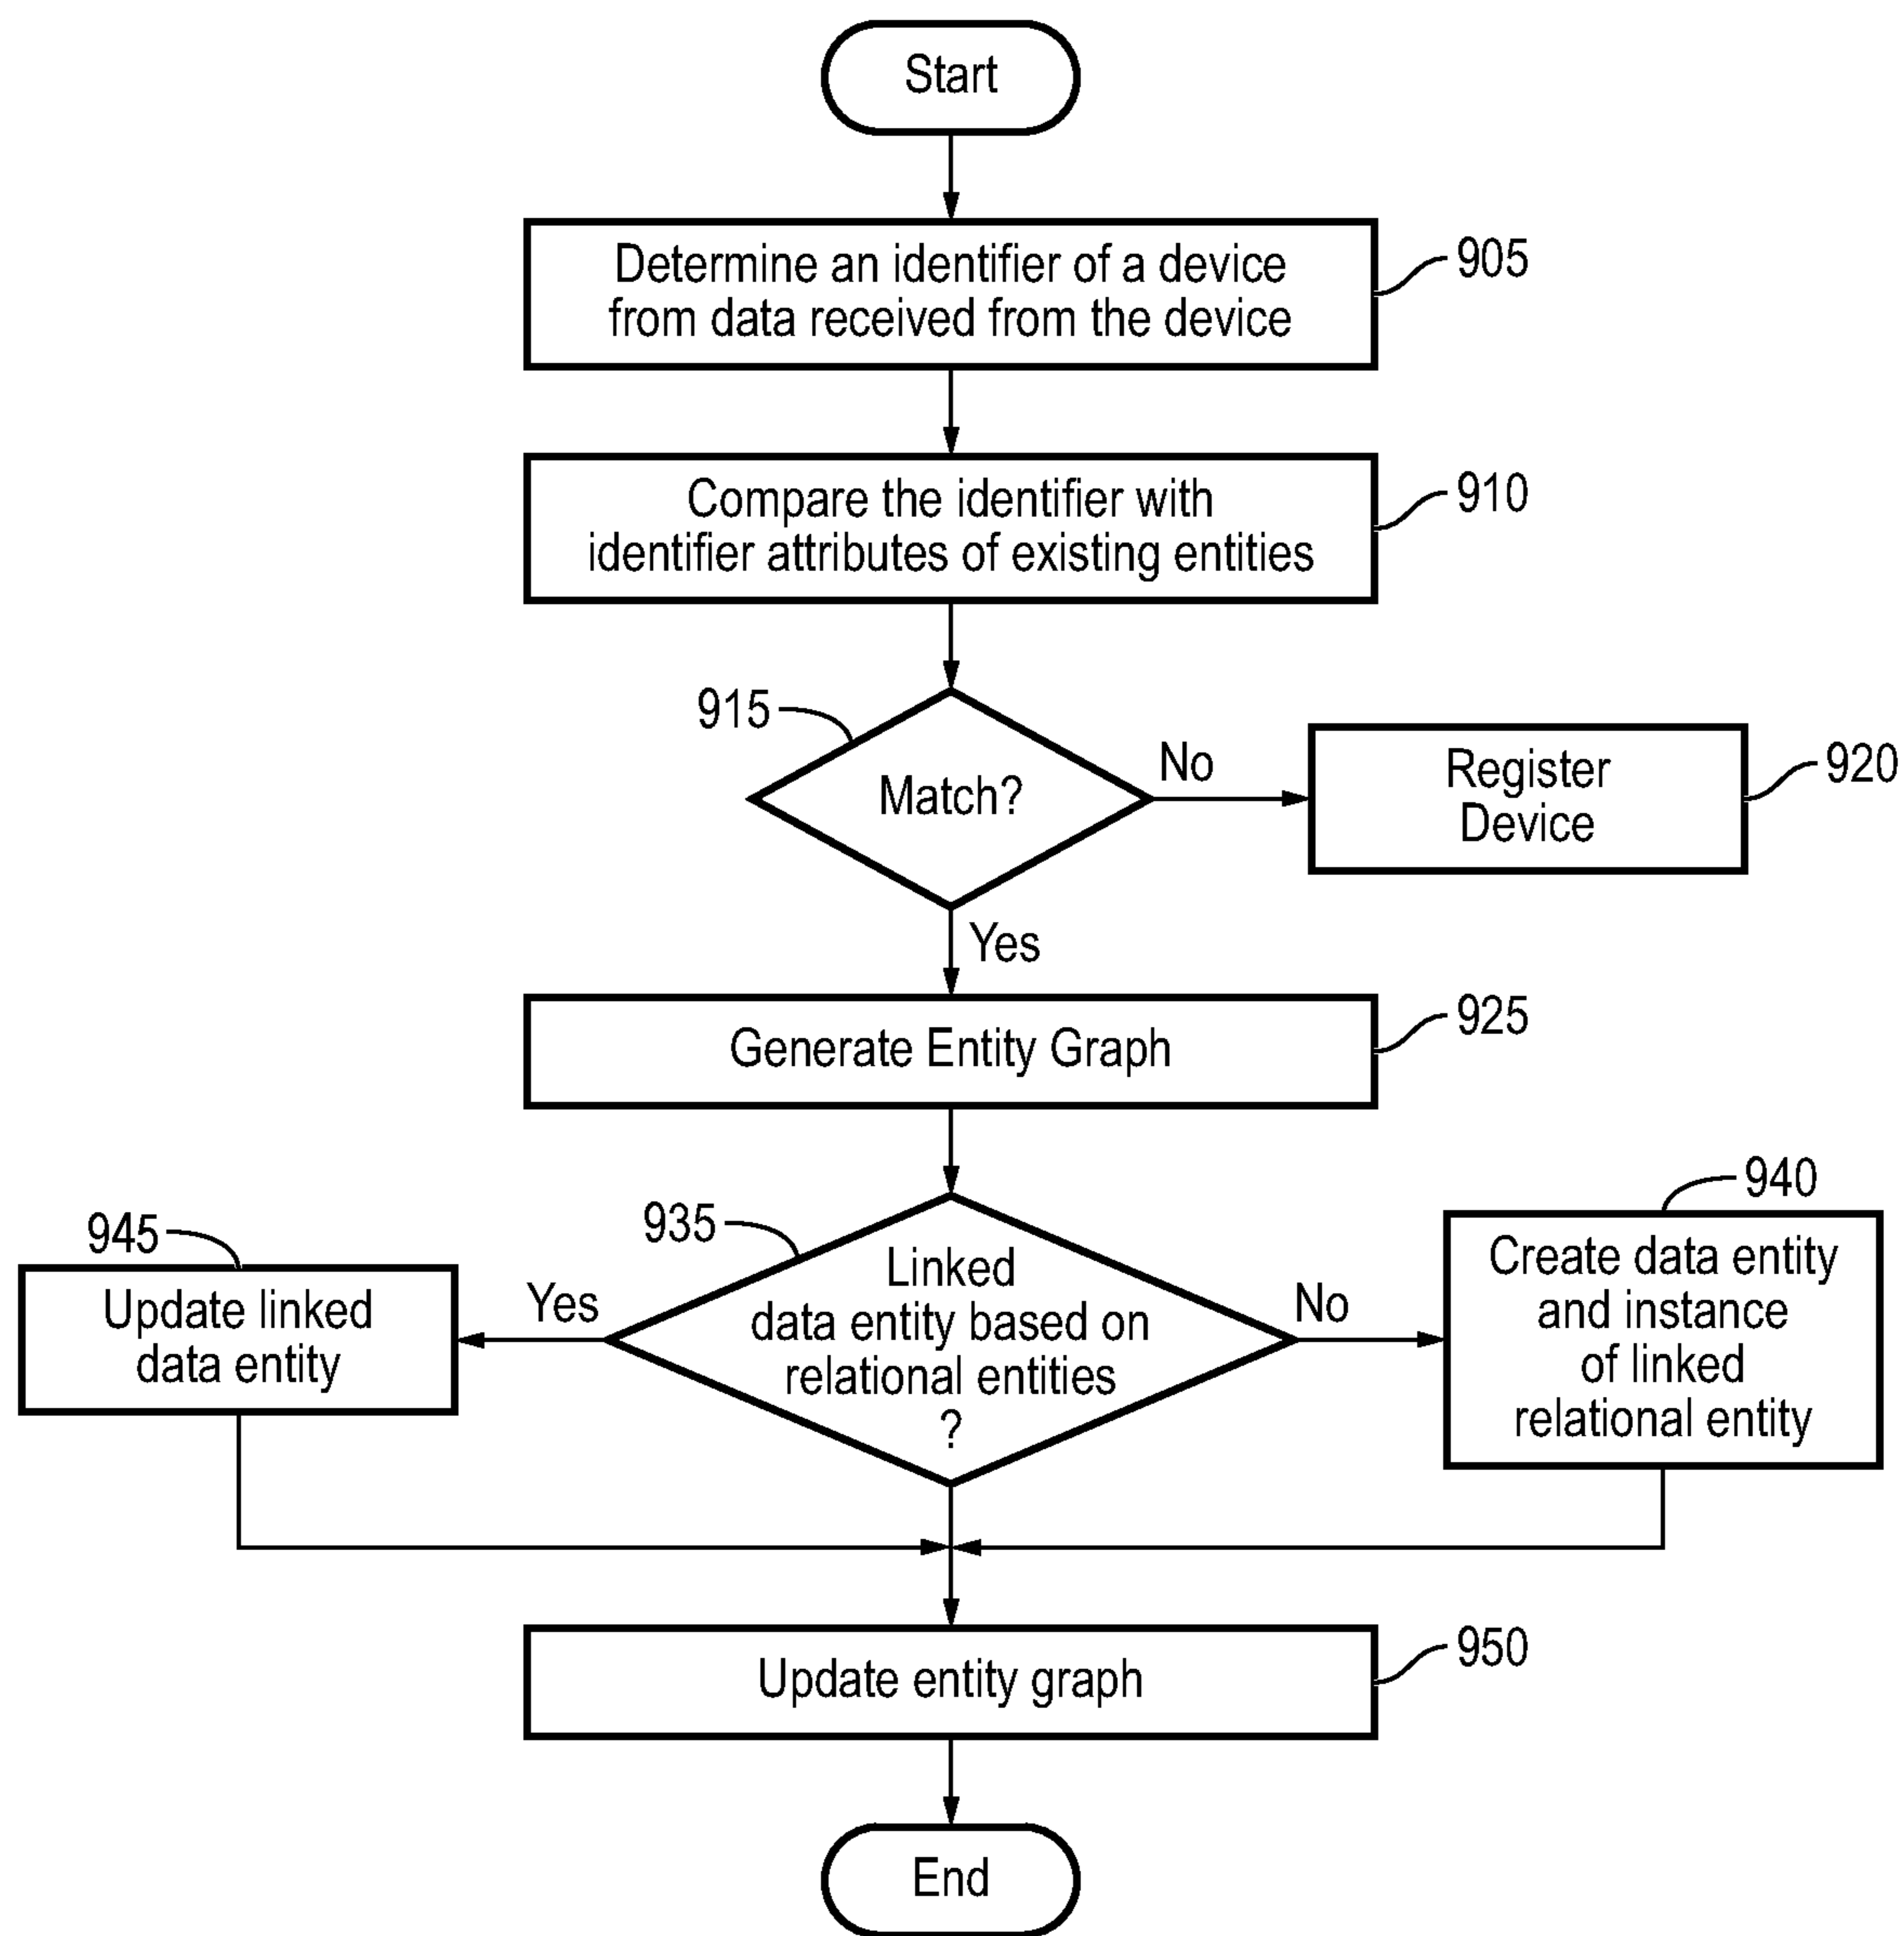 Start
Determine an identifier of a device
from data received from the device
905
Compare the identifier with
identifier attributes of existing entities
910
915
Match?
No
Register
Device
920
Yes
Generate Entity Graph
925
935
Linked
data entity based on
relational entities
?
Yes
945
Update linked
data entity
No
940
Create data entity
and instance
of linked
relational entity
Update entity graph
950
End